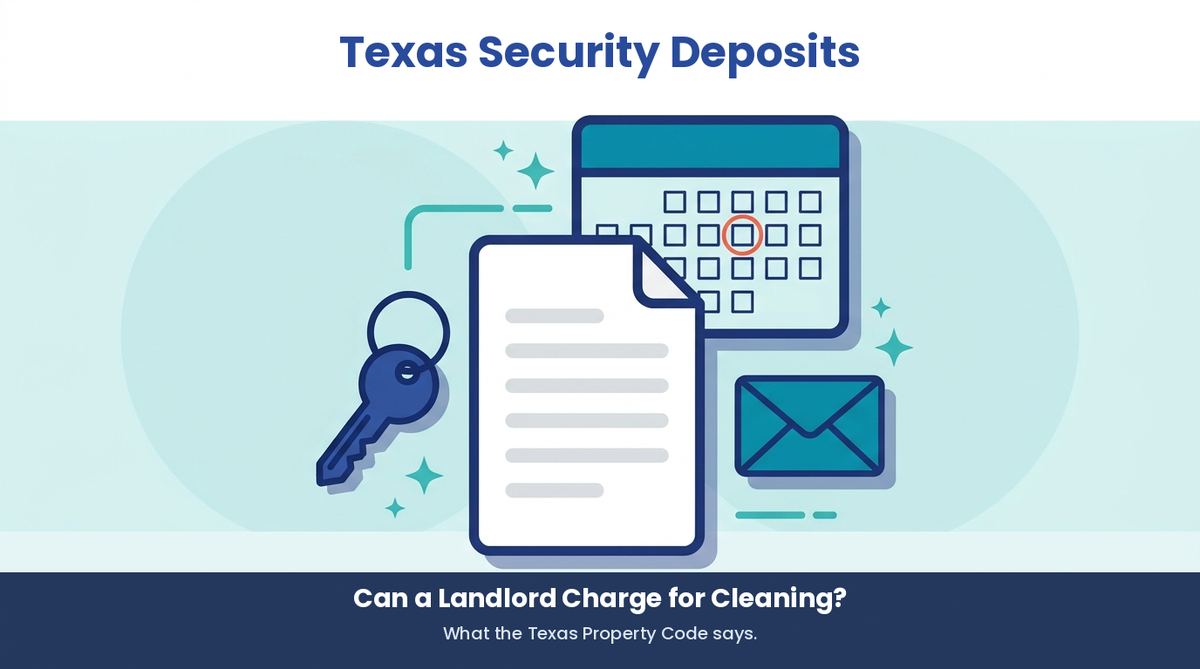 Texas Security Deposits
Can a Landlord Charge for Cleaning?
What the Texas Property Code says.